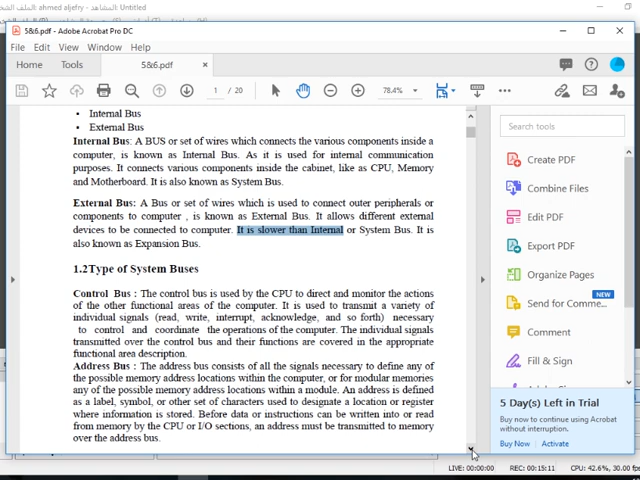 ahmed aljefry - المشاهد: Untitled
5&6.pdf - Adobe Acrobat Pro DC
File Edit View Window Help
Home Tools 5&6.pdf ×
1 / 20 78.4%
• Internal Bus
• External Bus
Internal Bus: A BUS or set of wires which connects the various components inside a
computer, is known as Internal Bus. As it is used for internal communication
purposes. It connects various components inside the cabinet, like as CPU, Memory
and Motherboard. It is also known as System Bus.
External Bus: A Bus or set of wires which is used to connect outer peripherals or
components to computer , is known as External Bus. It allows different external
devices to be connected to computer. It is slower than Internal or System Bus. It is
also known as Expansion Bus.
1.2Type of System Buses
Control Bus : The control bus is used by the CPU to direct and monitor the actions
of the other functional areas of the computer. It is used to transmit a variety of
individual signals (read, write, interrupt, acknowledge, and so forth) necessary
to control and coordinate the operations of the computer. The individual signals
transmitted over the control bus and their functions are covered in the appropriate
functional area description.
Address Bus : The address bus consists of all the signals necessary to define any of
the possible memory address locations within the computer, or for modular memories
any of the possible memory address locations within a module. An address is defined
as a label, symbol, or other set of characters used to designate a location or register
where information is stored. Before data or instructions can be written into or read
from memory by the CPU or I/O sections, an address must be transmitted to memory
over the address bus.
Search tools
Create PDF
Combine Files
Edit PDF
Export PDF
Organize Pages
NEW
Send for Comme...
Comment
Fill & Sign
5 Day(s) Left in Trial
Buy now to continue using Acrobat
without interruption.
Buy Now Activate
LIVE: 00:00:00 REC: 00:15:11 CPU: 42.6%, 30.00 fps